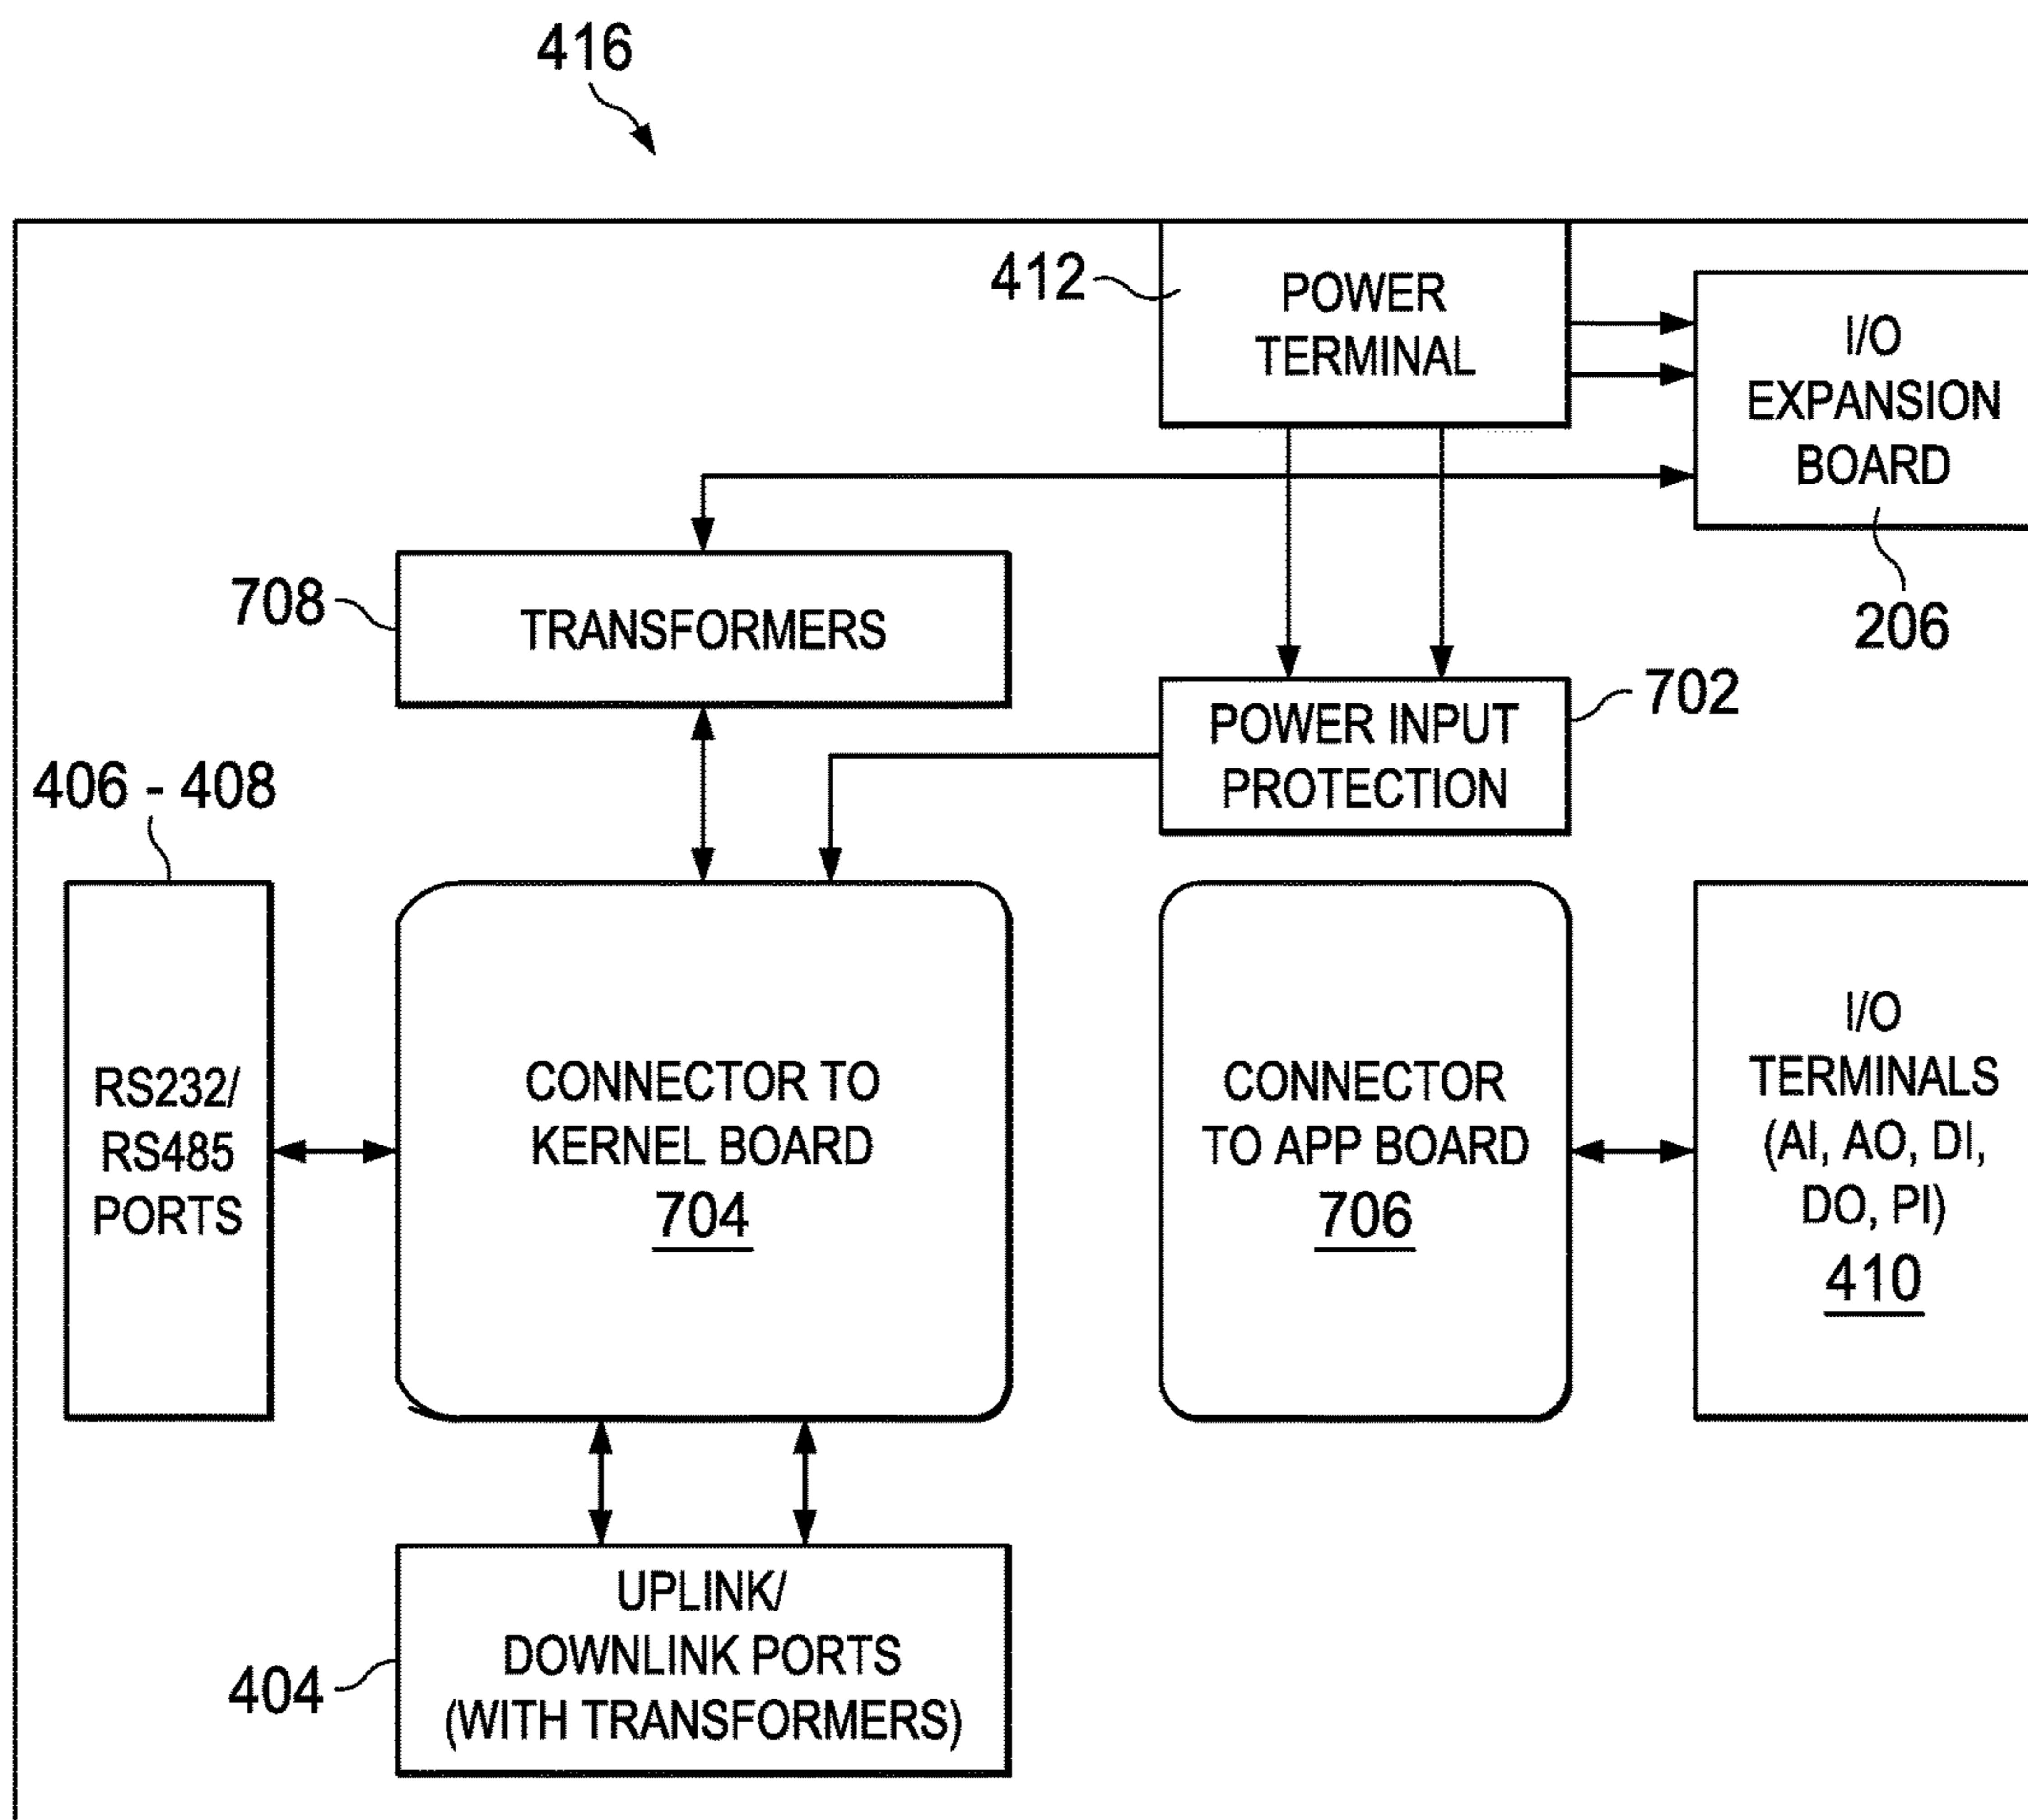 416
412
POWER
TERMINAL
I/O
EXPANSION
BOARD
206
708
TRANSFORMERS
702
POWER INPUT
PROTECTION
406 - 408
RS232/
RS485
PORTS
CONNECTOR TO
KERNEL BOARD
704
CONNECTOR
TO APP BOARD
706
I/O
TERMINALS
(AI, AO, DI,
DO, PI)
410
404
UPLINK/
DOWNLINK PORTS
(WITH TRANSFORMERS)